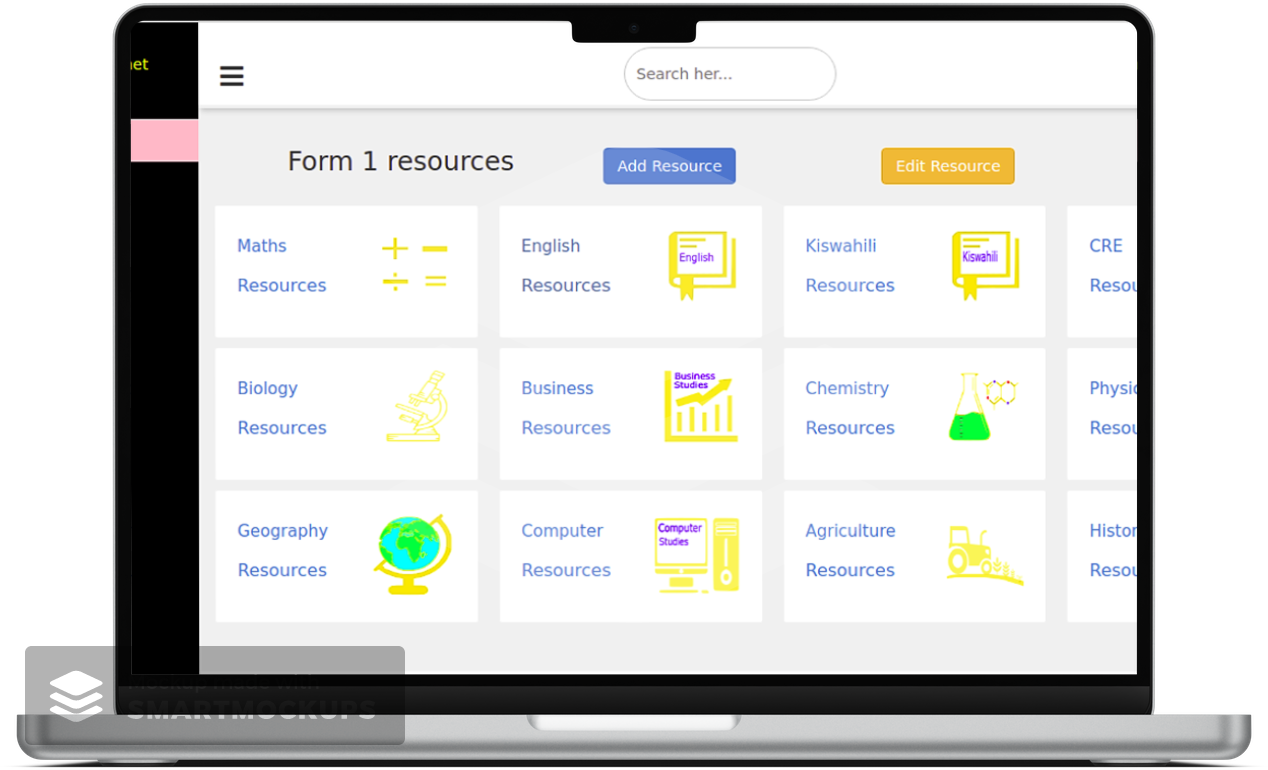 net
Search her...
Form 1 resources
Add Resource
Edit Resource
Maths
Resources
English
Resources
English
Kiswahili
Resources
Kiswahili
CRE
Resou
Biology
Resources
Business
Resources
Business
Studies
Chemistry
Resources
Physic
Resou
Geography
Resources
Computer
Resources
Computer
Studies
Agriculture
Resources
Histor
Resou
Mockup made with
SMARTMOCKUPS